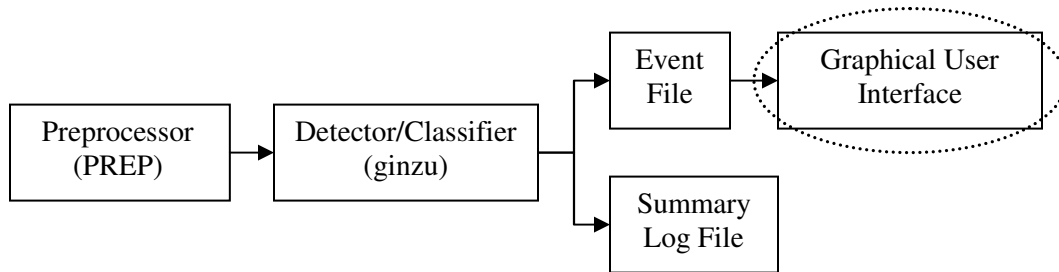 Preprocessor
(PREP)
Detector/Classifier
(ginzu)
Event
File
Graphical User
Interface
Summary
Log File